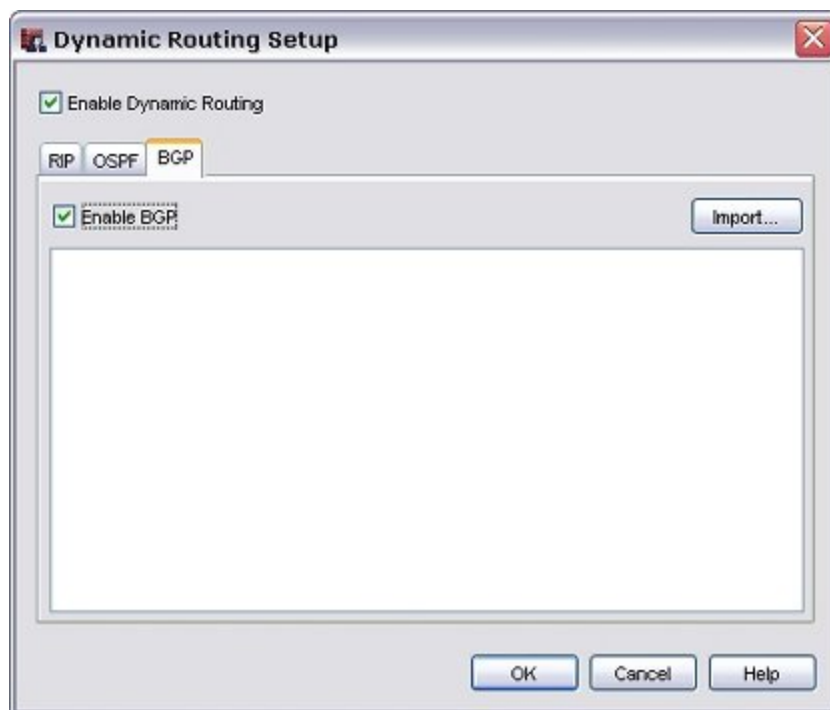 Dynamic Routing Setup
Enable Dynamic Routing
RIP OSPF BGP
Enable BGP Import...
OK Cancel Help